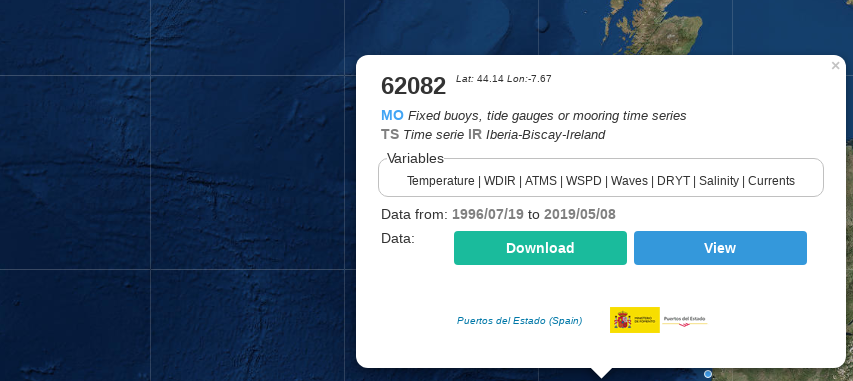 ×
62082 Lat: 44.14 Lon:-7.67
MO Fixed buoys, tide gauges or mooring time series
TS Time serie IR Iberia-Biscay-Ireland
Variables
Temperature | WDIR | ATMS | WSPD | Waves | DRYT | Salinity | Currents
Data from: 1996/07/19 to 2019/05/08
Data: Download View
Puertos del Estado (Spain) Puertos del Estado